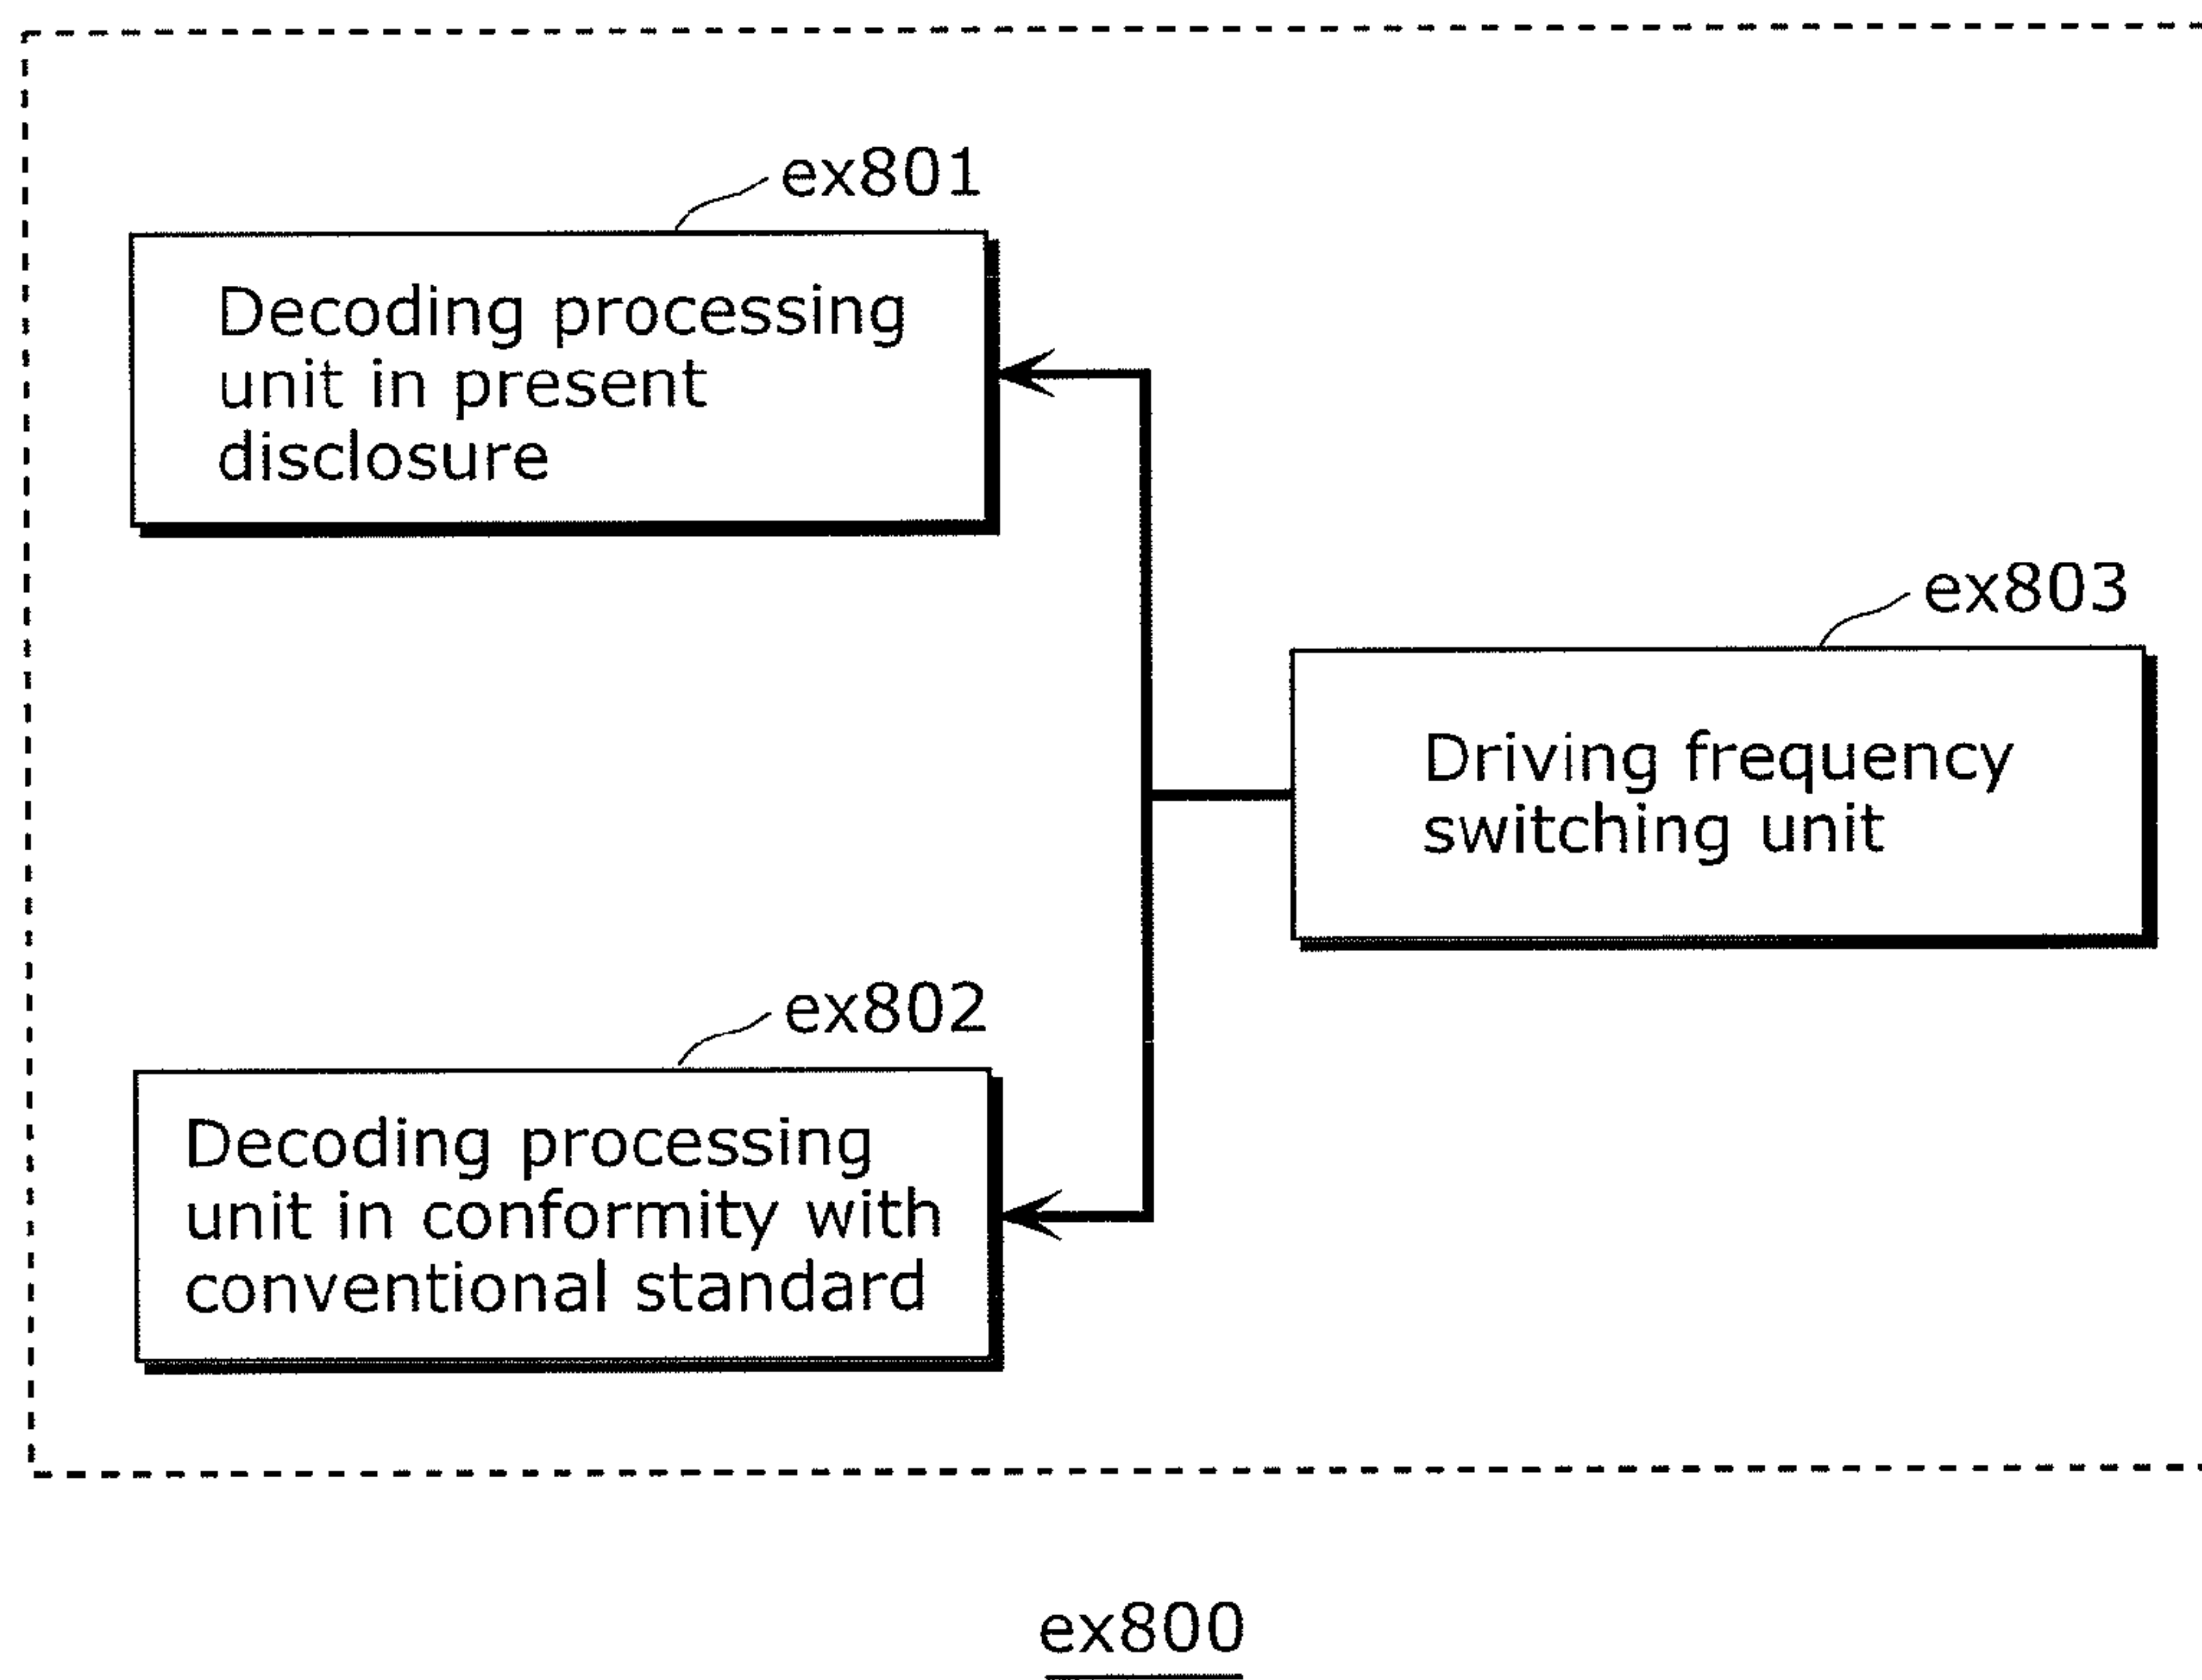 ex801
Decoding processing
unit in present
disclosure
ex803
Driving frequency
switching unit
ex802
Decoding processing
unit in conformity with
conventional standard
ex800